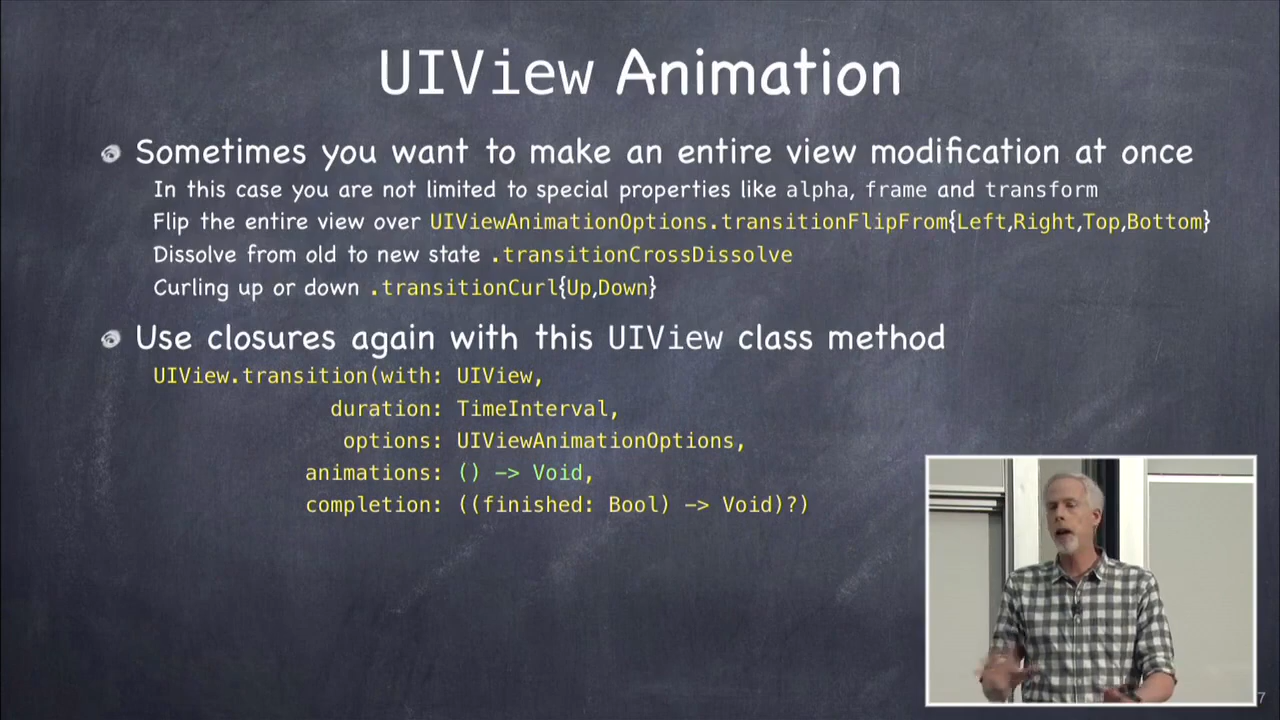 UIView Animation
Sometimes you want to make an entire view modification at once
In this case you are not limited to special properties like alpha, frame and transform
Flip the entire view over UIViewAnimationOptions.transitionFlipFrom{Left,Right,Top,Bottom}
Dissolve from old to new state .transitionCrossDissolve
Curling up or down .transitionCurl{Up,Down}
Use closures again with this UIView class method
UIView.transition(with: UIView,
duration: TimeInterval,
options: UIViewAnimationOptions,
animations: () -> Void,
completion: ((finished: Bool) -> Void)?)